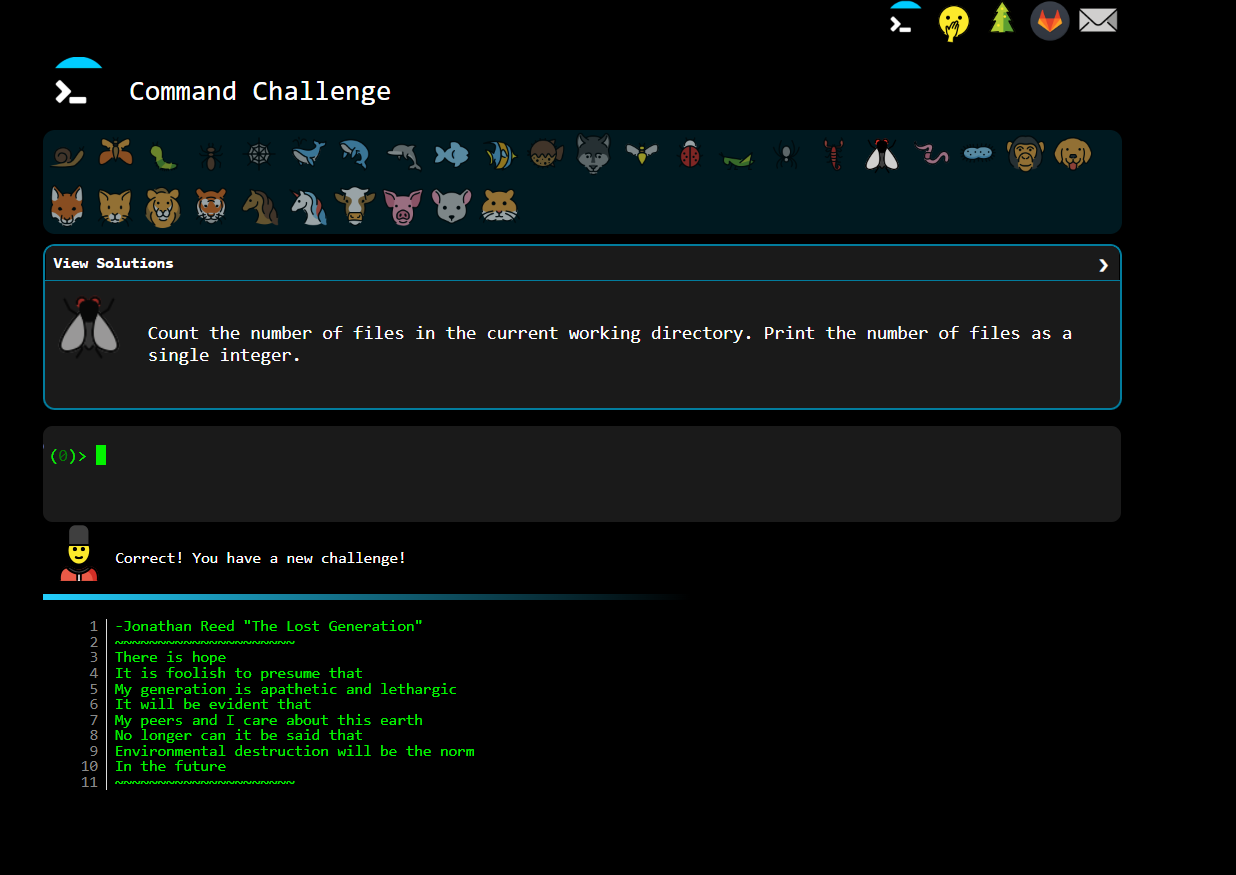 Command Challenge
View Solutions
Count the number of files in the current working directory. Print the number of files as a
single integer.
(0)>
Correct! You have a new challenge!
1 -Jonathan Reed "The Lost Generation"
2 ~~~~~~~~~~~~~~~~~~~~~
3 There is hope
4 It is foolish to presume that
5 My generation is apathetic and lethargic
6 It will be evident that
7 My peers and I care about this earth
8 No longer can it be said that
9 Environmental destruction will be the norm
10 In the future
11 ~~~~~~~~~~~~~~~~~~~~~